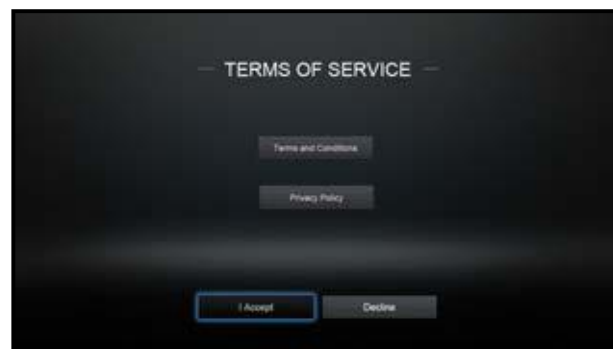 — TERMS OF SERVICE —
Terms and Conditions
Privacy Policy
I Accept Decline